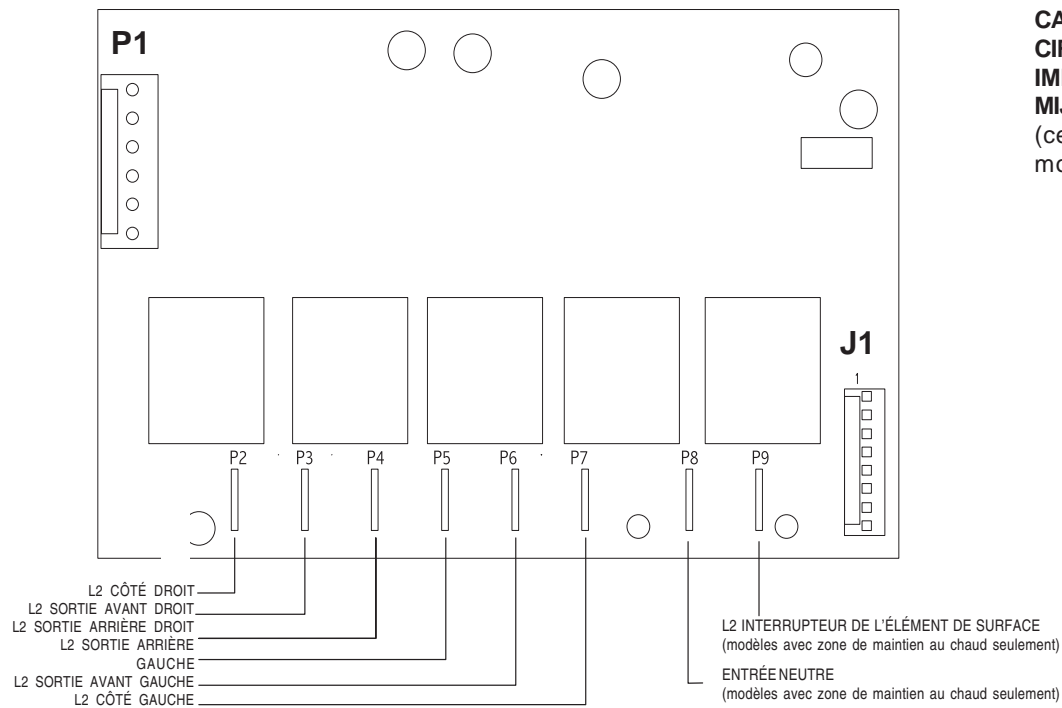 P1
J1
1
P2 P3 P4 P5 P6 P7 P8 P9
L2 CÔTÉ DROIT
L2 SORTIE AVANT DROIT
L2 SORTIE ARRIÈRE DROIT
L2 SORTIE ARRIÈRE
GAUCHE
L2 SORTIE AVANT GAUCHE
L2 CÔTÉ GAUCHE
L2 INTERRUPTEUR DE L'ÉLÉMENT DE SURFACE
(modèles avec zone de maintien au chaud seulement)
ENTRÉE NEUTRE
(modèles avec zone de maintien au chaud seulement)